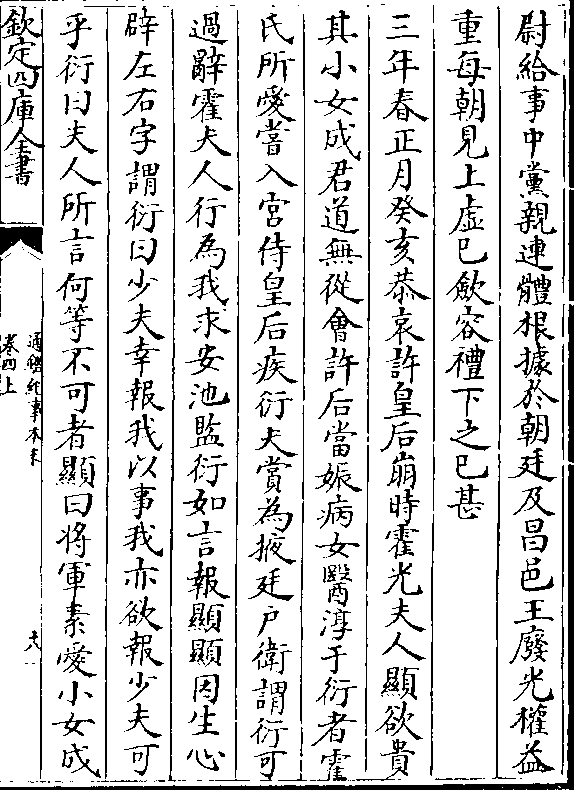 尉給事中黨親連體根據於朝廷及昌邑王廢光權益
重每朝見上虛己歛容禮下之已甚
三年春正月癸亥恭哀許皇后崩時霍光夫人顯欲貴
其小女成君道無從會許后當娠病女醫淳于衍者霍
氏所愛嘗入宮侍皇后疾衍夫賞為掖廷戶衛謂衍可
過辭霍夫人行為我求安池監衍如言報顯顯因生心
辟左右字謂衍曰少夫幸報我以事我亦欲報少夫可
乎衍曰夫人所言何等不可者顯曰將軍素愛小女成
欽定四庫全書
通鑑紀事本末
卷四上
十八